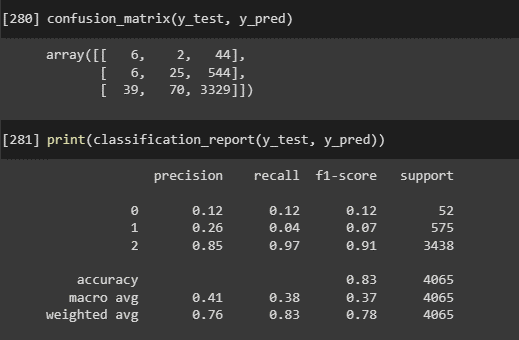 [280] confusion_matrix(y_test, y_pred)
array([[   6,    2,   44],
       [   6,   25,  544],
       [  39,   70, 3329]])
[281] print(classification_report(y_test, y_pred))
              precision    recall  f1-score   support
           0       0.12      0.12      0.12        52
           1       0.26      0.04      0.07       575
           2       0.85      0.97      0.91      3438
    accuracy                           0.83      4065
   macro avg       0.41      0.38      0.37      4065
weighted avg       0.76      0.83      0.78      4065